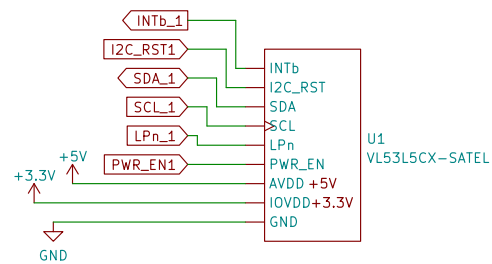 INTb_1
I2C_RST1
SDA_1
SCL_1
LPn_1
PWR_EN1
+5V
+3.3V
GND
INTb
I2C_RST
SDA
SCL
LPn
PWR_EN
AVDD +5V
IOVDD+3.3V
GND
U1
VL53L5CX-SATEL